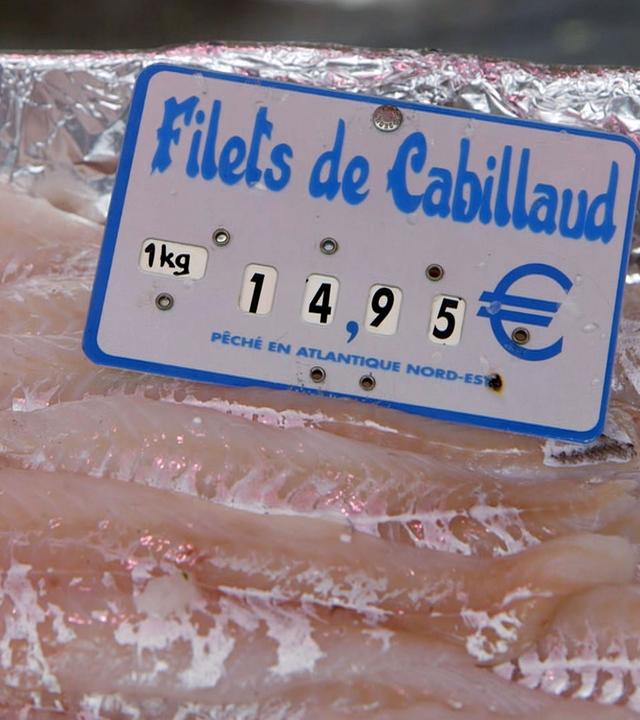 Filets de Cabillaud
1kg 14,95 €
PÊCHÉ EN ATLANTIQUE NORD-EST